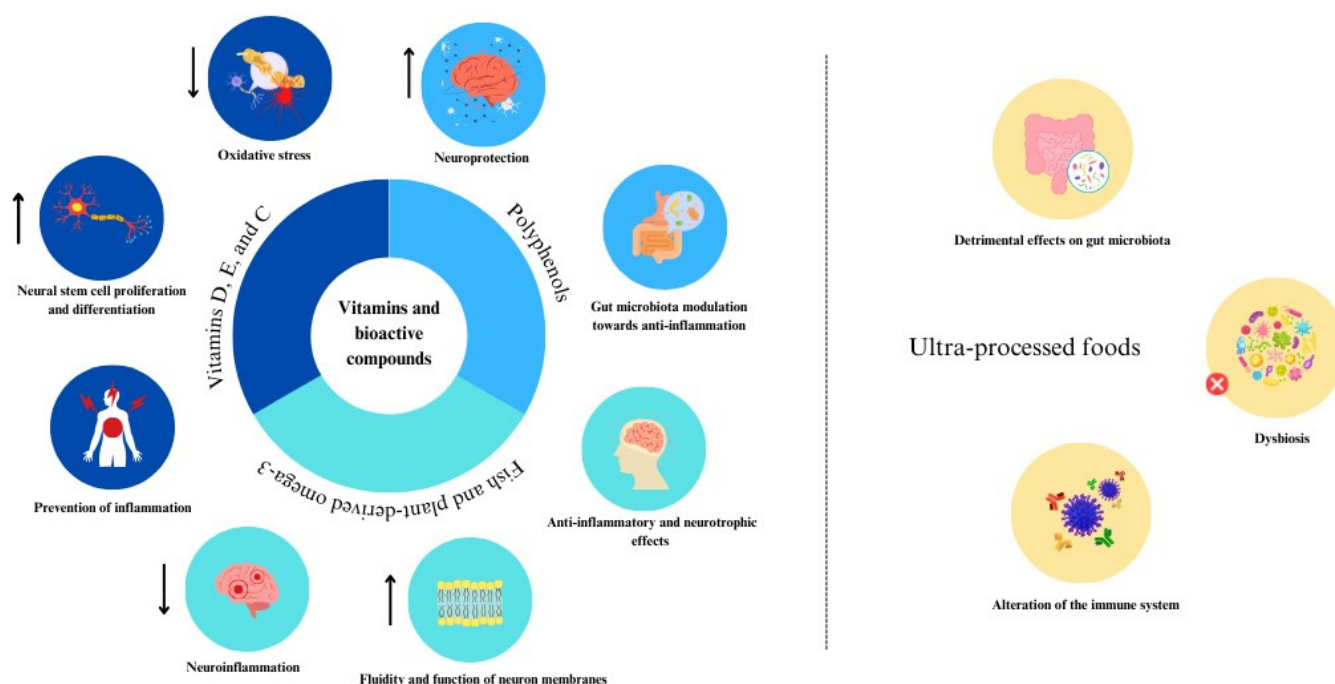 Oxidative stress
Neuroprotection
Neural stem cell proliferation
and differentiation
Vitamins D, E, and C
Polyphenols
Vitamins and
bioactive
compounds
Gut microbiota modulation
towards anti-inflammation
Prevention of inflammation
Fish and plant-derived omega-3
Anti-inflammatory and neurotrophic
effects
Neuroinflammation
Fluidity and function of neuron membranes
Detrimental effects on gut microbiota
Ultra-processed foods
Dysbiosis
Alteration of the immune system